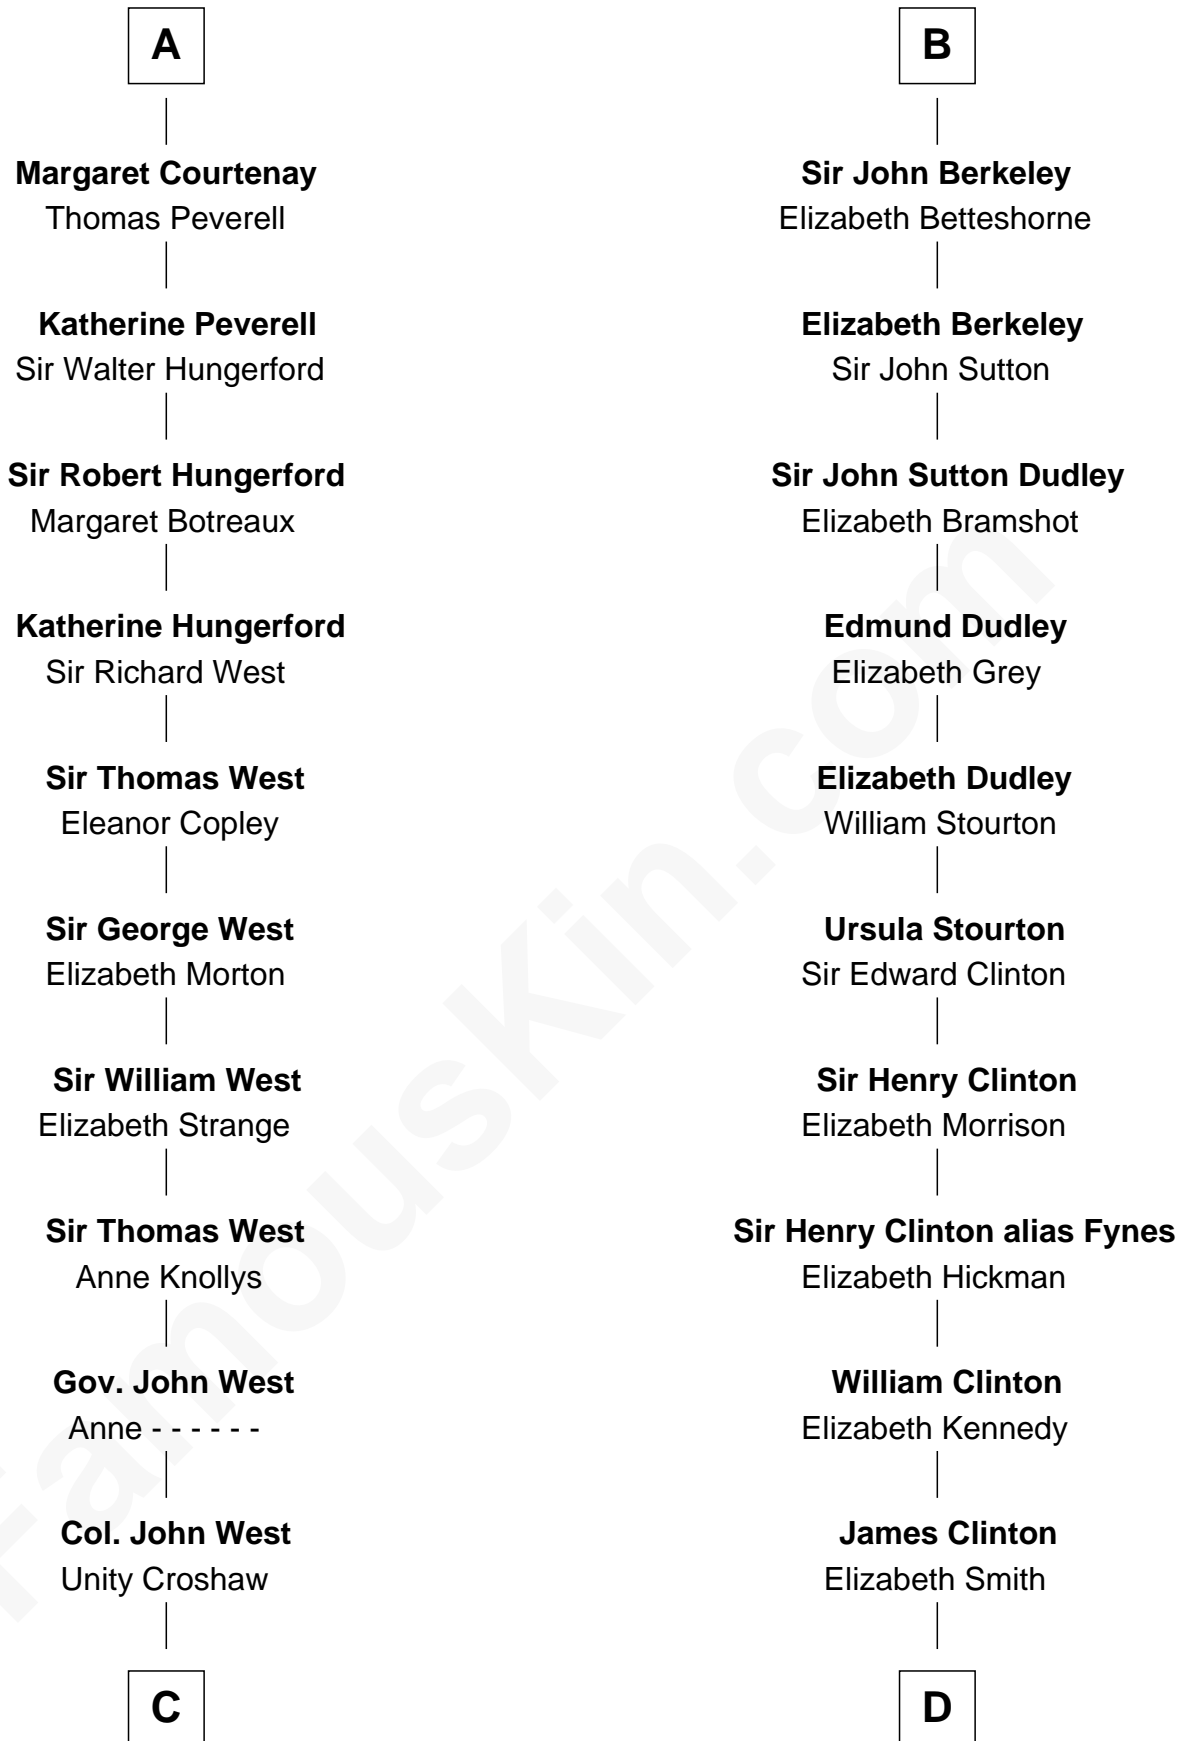 A
Margaret Courtenay
Thomas Peverell
Katherine Peverell
Sir Walter Hungerford
Sir Robert Hungerford
Margaret Botreaux
Katherine Hungerford
Sir Richard West
Sir Thomas West
Eleanor Copley
Sir George West
Elizabeth Morton
Sir William West
Elizabeth Strange
Sir Thomas West
Anne Knollys
Gov. John West
Anne - - - - - -
Col. John West
Unity Croshaw
C
B
Sir John Berkeley
Elizabeth Betteshorne
Elizabeth Berkeley
Sir John Sutton
Sir John Sutton Dudley
Elizabeth Bramshot
Edmund Dudley
Elizabeth Grey
Elizabeth Dudley
William Stourton
Ursula Stourton
Sir Edward Clinton
Sir Henry Clinton
Elizabeth Morrison
Sir Henry Clinton alias Fynes
Elizabeth Hickman
William Clinton
Elizabeth Kennedy
James Clinton
Elizabeth Smith
D
FamousKin.com